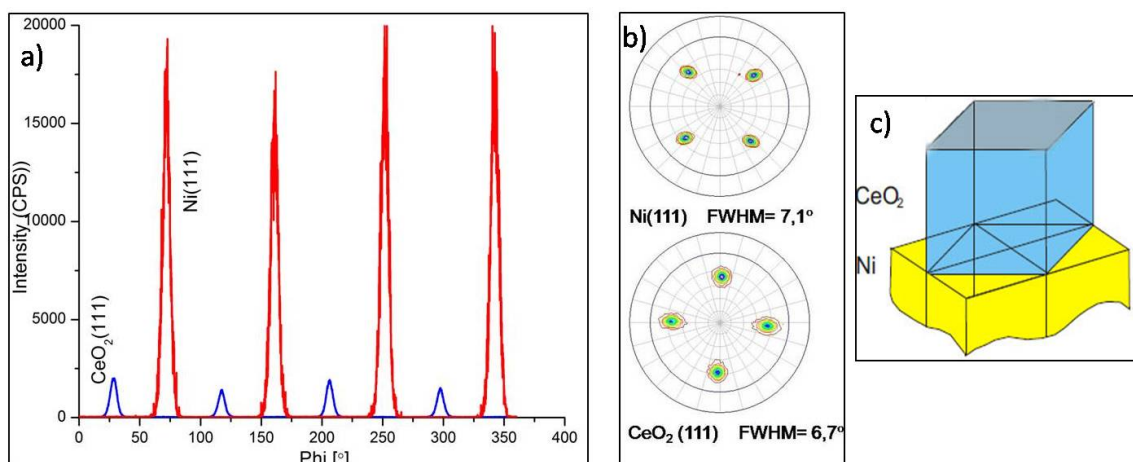 a)
20000
15000
10000
5000
0
Intensity (CPS))
CeO₂(111)
Ni(111)
0 50 100 150 200 250 300 350 400
Phi [°]
b)
Ni(111) FWHM= 7,1°
CeO₂ (111) FWHM= 6,7°
c)
CeO₂
Ni